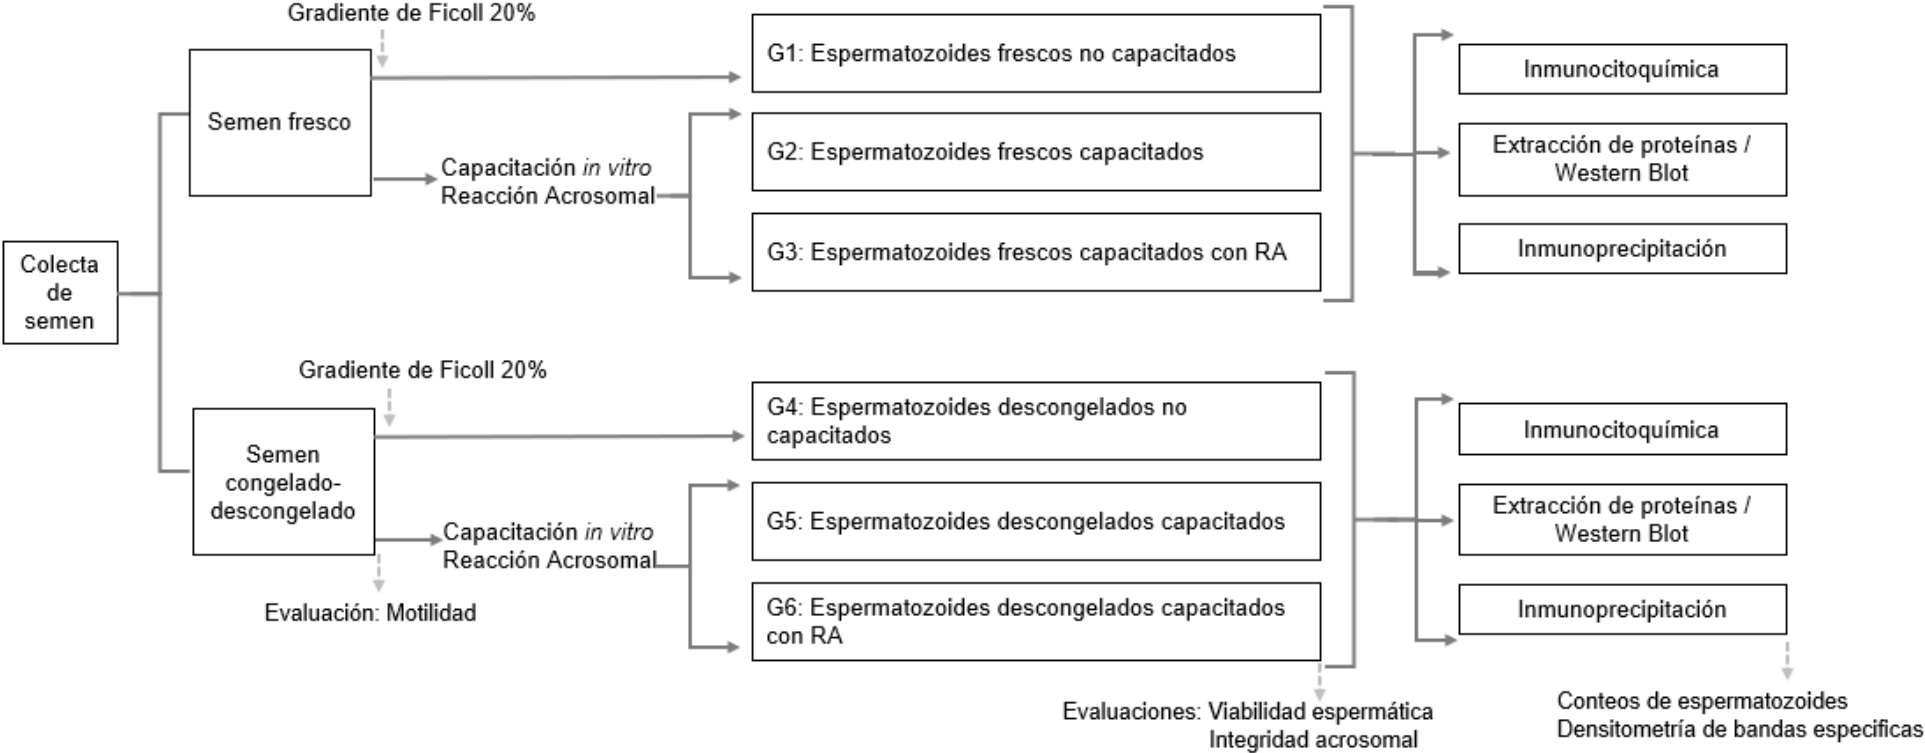 Gradiente de Ficoll 20%
Semen fresco
Capacitación in vitro
Reacción Acrosomal
G1: Espermatozoides frescos no capacitados
G2: Espermatozoides frescos capacitados
G3: Espermatozoides frescos capacitados con RA
Inmunocitoquímica
Extracción de proteínas /
Western Blot
Inmunoprecipitación
Colecta
de
semen
Gradiente de Ficoll 20%
Semen
congelado-
descongelado
Capacitación in vitro
Reacción Acrosomal
Evaluación: Motilidad
G4: Espermatozoides descongelados no
capacitados
G5: Espermatozoides descongelados capacitados
G6: Espermatozoides descongelados capacitados
con RA
Inmunocitoquímica
Extracción de proteínas /
Western Blot
Inmunoprecipitación
Evaluaciones: Viabilidad espermática
Integridad acrosomal
Conteos de espermatozoides
Densitometría de bandas especificas